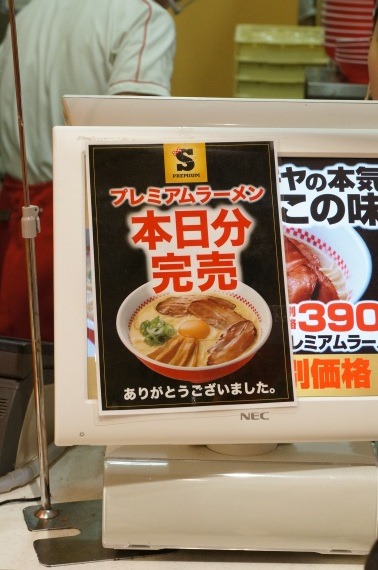 S
PREMIUM
プレミアムラーメン
本日分
完売
ありがとうございました。
ヤの本気
この味
390
レミアムラー
別価格
NEC